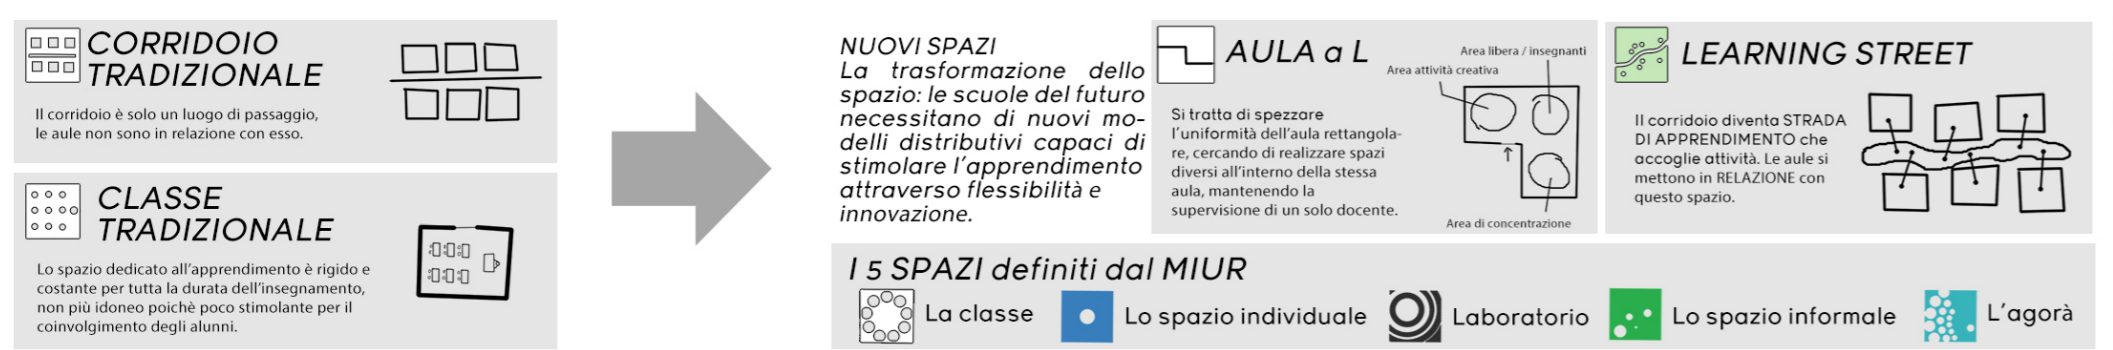 CORRIDOIO
TRADIZIONALE
Il corridoio è solo un luogo di passaggio,
le aule non sono in relazione con esso.
CLASSE
TRADIZIONALE
Lo spazio dedicato all'apprendimento è rigido e
costante per tutta la durata dell'insegnamento,
non più idoneo poichè poco stimolante per il
coinvolgimento degli alunni.
NUOVI SPAZI
La trasformazione dello
spazio: le scuole del futuro
necessitano di nuovi mo-
delli distributivi capaci di
stimolare l'apprendimento
attraverso flessibilità e
innovazione.
AULA a L
Si tratta di spezzare
l'uniformità dell'aula rettangola-
re, cercando di realizzare spazi
diversi all'interno della stessa
aula, mantenendo la
supervisione di un solo docente.
Area libera / insegnanti
Area attività creativa
Area di concentrazione
LEARNING STREET
Il corridoio diventa STRADA
DI APPRENDIMENTO che
accoglie attività. Le aule si
mettono in RELAZIONE con
questo spazio.
I 5 SPAZI definiti dal MIUR
La classe
Lo spazio individuale
Laboratorio
Lo spazio informale
L'agorà